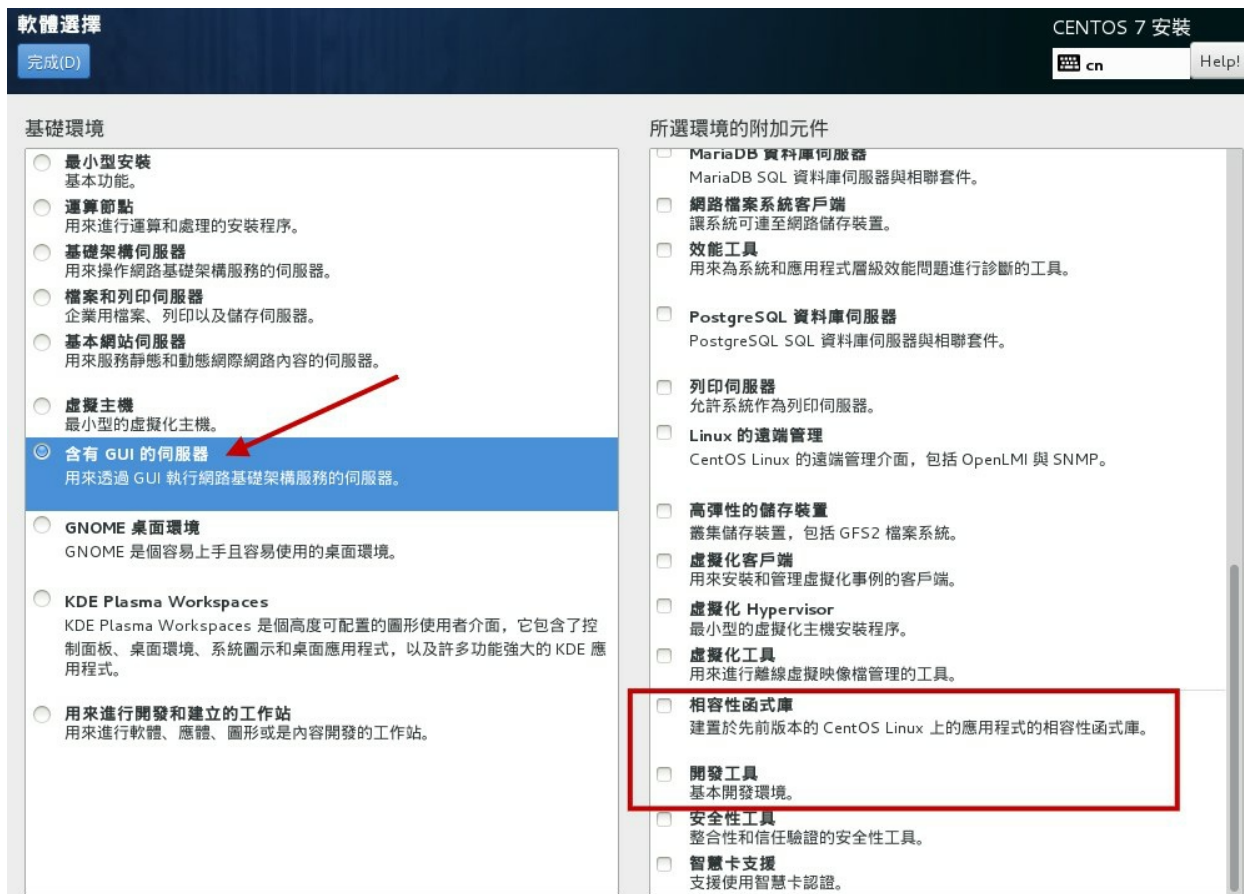 軟體選擇
CENTOS 7 安裝
完成(D)
cn
Help!
基礎環境
最小型安裝
基本功能。
運算節點
用來進行運算和處理的安裝程序。
基礎架構伺服器
用來操作網路基礎架構服務的伺服器。
檔案和列印伺服器
企業用檔案、列印以及儲存伺服器。
基本網站伺服器
用來服務靜態和動態網際網路內容的伺服器。
虛擬主機
最小型的虛擬化主機。
含有 GUI 的伺服器
用來透過 GUI 執行網路基礎架構服務的伺服器。
GNOME 桌面環境
GNOME 是個容易上手且容易使用的桌面環境。
KDE Plasma Workspaces
KDE Plasma Workspaces 是個高度可配置的圖形使用者介面，它包含了控
制面板、桌面環境、系統圖示和桌面應用程式，以及許多功能強大的 KDE 應
用程式。
用來進行開發和建立的工作站
用來進行軟體、應體、圖形或是內容開發的工作站。
所選環境的附加元件
MariaDB 資料庫伺服器
MariaDB SQL 資料庫伺服器與相聯套件。
網路檔案系統客戶端
讓系統可連至網路儲存裝置。
效能工具
用來為系統和應用程式層級效能問題進行診斷的工具。
PostgreSQL 資料庫伺服器
PostgreSQL SQL 資料庫伺服器與相聯套件。
列印伺服器
允許系統作為列印伺服器。
Linux 的遠端管理
CentOS Linux 的遠端管理介面，包括 OpenLMI 與 SNMP。
高彈性的儲存裝置
叢集儲存裝置，包括 GFS2 檔案系統。
虛擬化客戶端
用來安裝和管理虛擬化事例的客戶端。
虛擬化 Hypervisor
最小型的虛擬化主機安裝程序。
虛擬化工具
用來進行離線虛擬映像檔管理的工具。
相容性函式庫
建置於先前版本的 CentOS Linux 上的應用程式的相容性函式庫。
開發工具
基本開發環境。
安全性工具
整合性和信任驗證的安全性工具。
智慧卡支援
支援使用智慧卡認證。